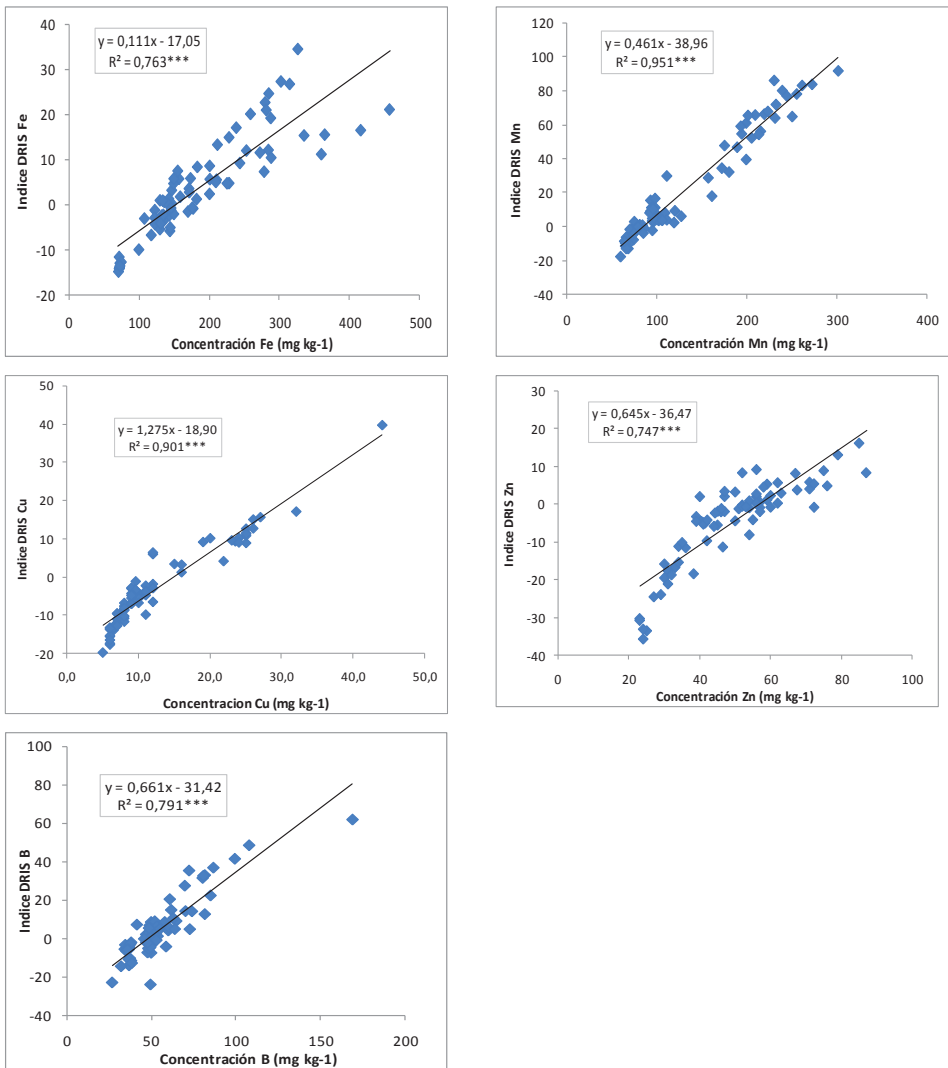 y = 0,111x - 17,05
R² = 0,763***
40
30
20
10
0
-10
-20
0 100 200 300 400 500
Indice DRIS Fe
Concentración Fe (mg kg-1)
y = 0,461x - 38,96
R² = 0,951***
120
100
80
60
40
20
0
-20
-40
0 100 200 300 400
Indice DRIS Mn
Concentración Mn (mg kg-1)
y = 1,275x - 18,90
R² = 0,901***
50
40
30
20
10
0
-10
-20
0,0 10,0 20,0 30,0 40,0 50,0
Indice DRIS Cu
Concentracion Cu (mg kg-1)
y = 0,645x - 36,47
R² = 0,747***
30
20
10
0
-10
-20
-30
-40
0 20 40 60 80 100
Indice DRIS Zn
Concentración Zn (mg kg-1)
y = 0,661x - 31,42
R² = 0,791***
100
80
60
40
20
0
-20
-40
0 50 100 150 200
Indice DRIS B
Concentración B (mg kg-1)